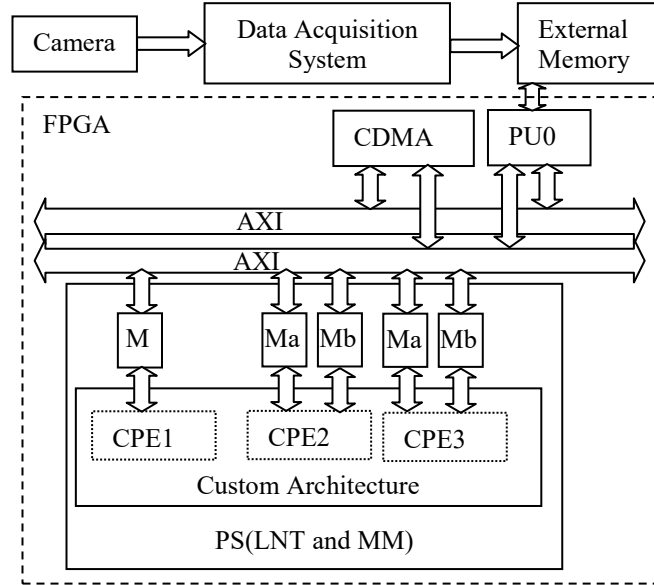 Camera
Data Acquisition
System
External
Memory
FPGA
CDMA
PU0
AXI
AXI
M
Ma
Mb
Ma
Mb
CPE1
CPE2
CPE3
Custom Architecture
PS(LNT and MM)